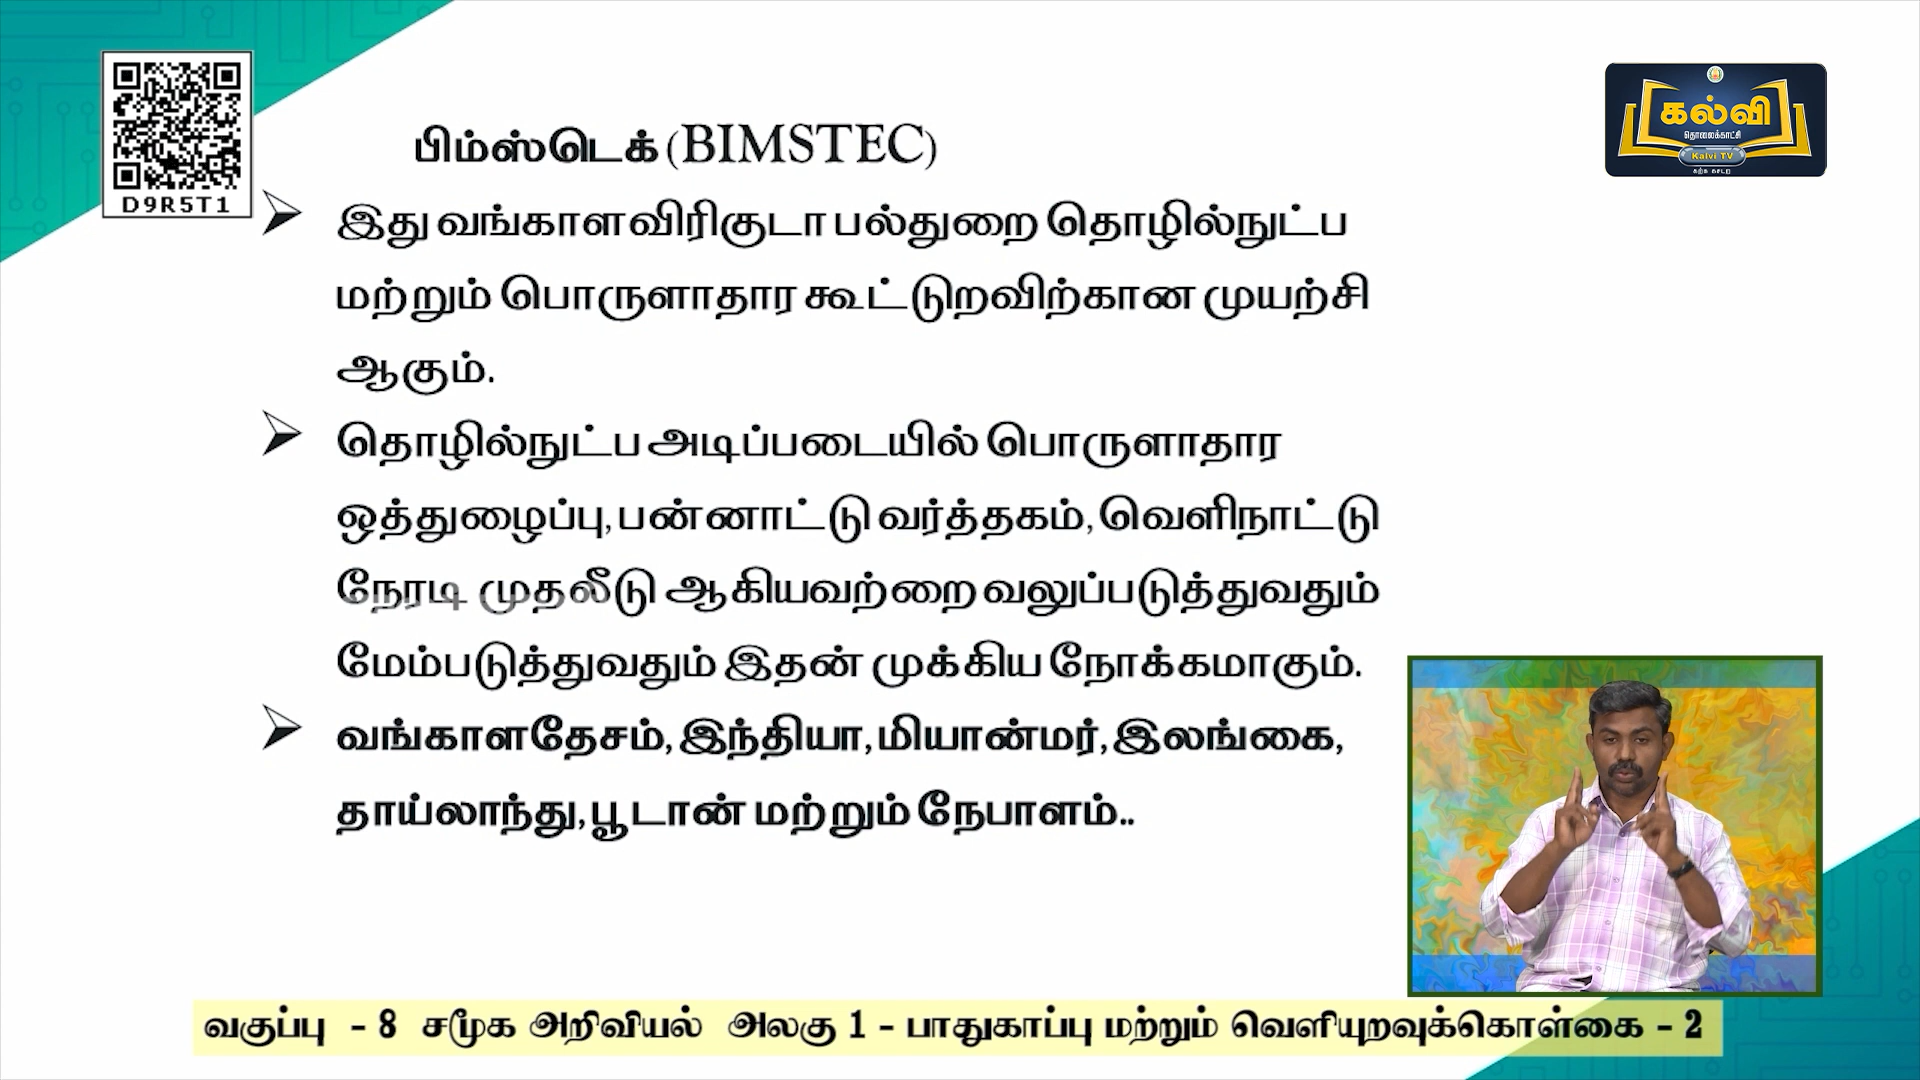 பிம்ஸ்டெக் (BIMSTEC)
கல்வி
தொலைக்காட்சி
Kalvi TV
கற்க கசடற
D9R5T1
இது வங்காளவிரிகுடா பல்துறை தொழில்நுட்ப
மற்றும் பொருளாதார கூட்டுறவிற்கான முயற்சி
ஆகும்.
தொழில்நுட்ப அடிப்படையில் பொருளாதார
ஒத்துழைப்பு, பன்னாட்டு வர்த்தகம், வெளிநாட்டு
நேரடி முதலீடு ஆகியவற்றை வலுப்படுத்துவதும்
மேம்படுத்துவதும் இதன் முக்கிய நோக்கமாகும்.
வங்காளதேசம், இந்தியா, மியான்மர், இலங்கை,
தாய்லாந்து, பூடான் மற்றும் நேபாளம்..
வகுப்பு - 8 சமூக அறிவியல் அலகு 1 - பாதுகாப்பு மற்றும் வெளியுறவுக்கொள்கை - 2